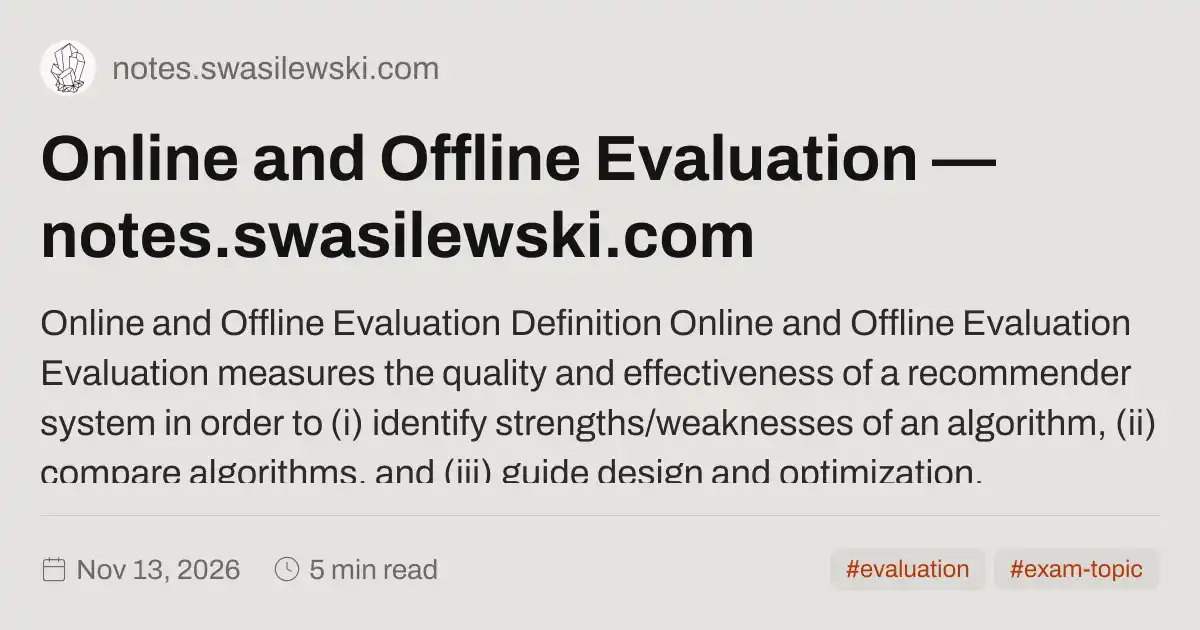 notes.swasilewski.com
Online and Offline Evaluation —
notes.swasilewski.com
Online and Offline Evaluation Definition Online and Offline Evaluation
Evaluation measures the quality and effectiveness of a recommender
system in order to (i) identify strengths/weaknesses of an algorithm, (ii)
compare algorithms, and (iii) guide design and optimization.
Nov 13, 2026
5 min read
#evaluation
#exam-topic